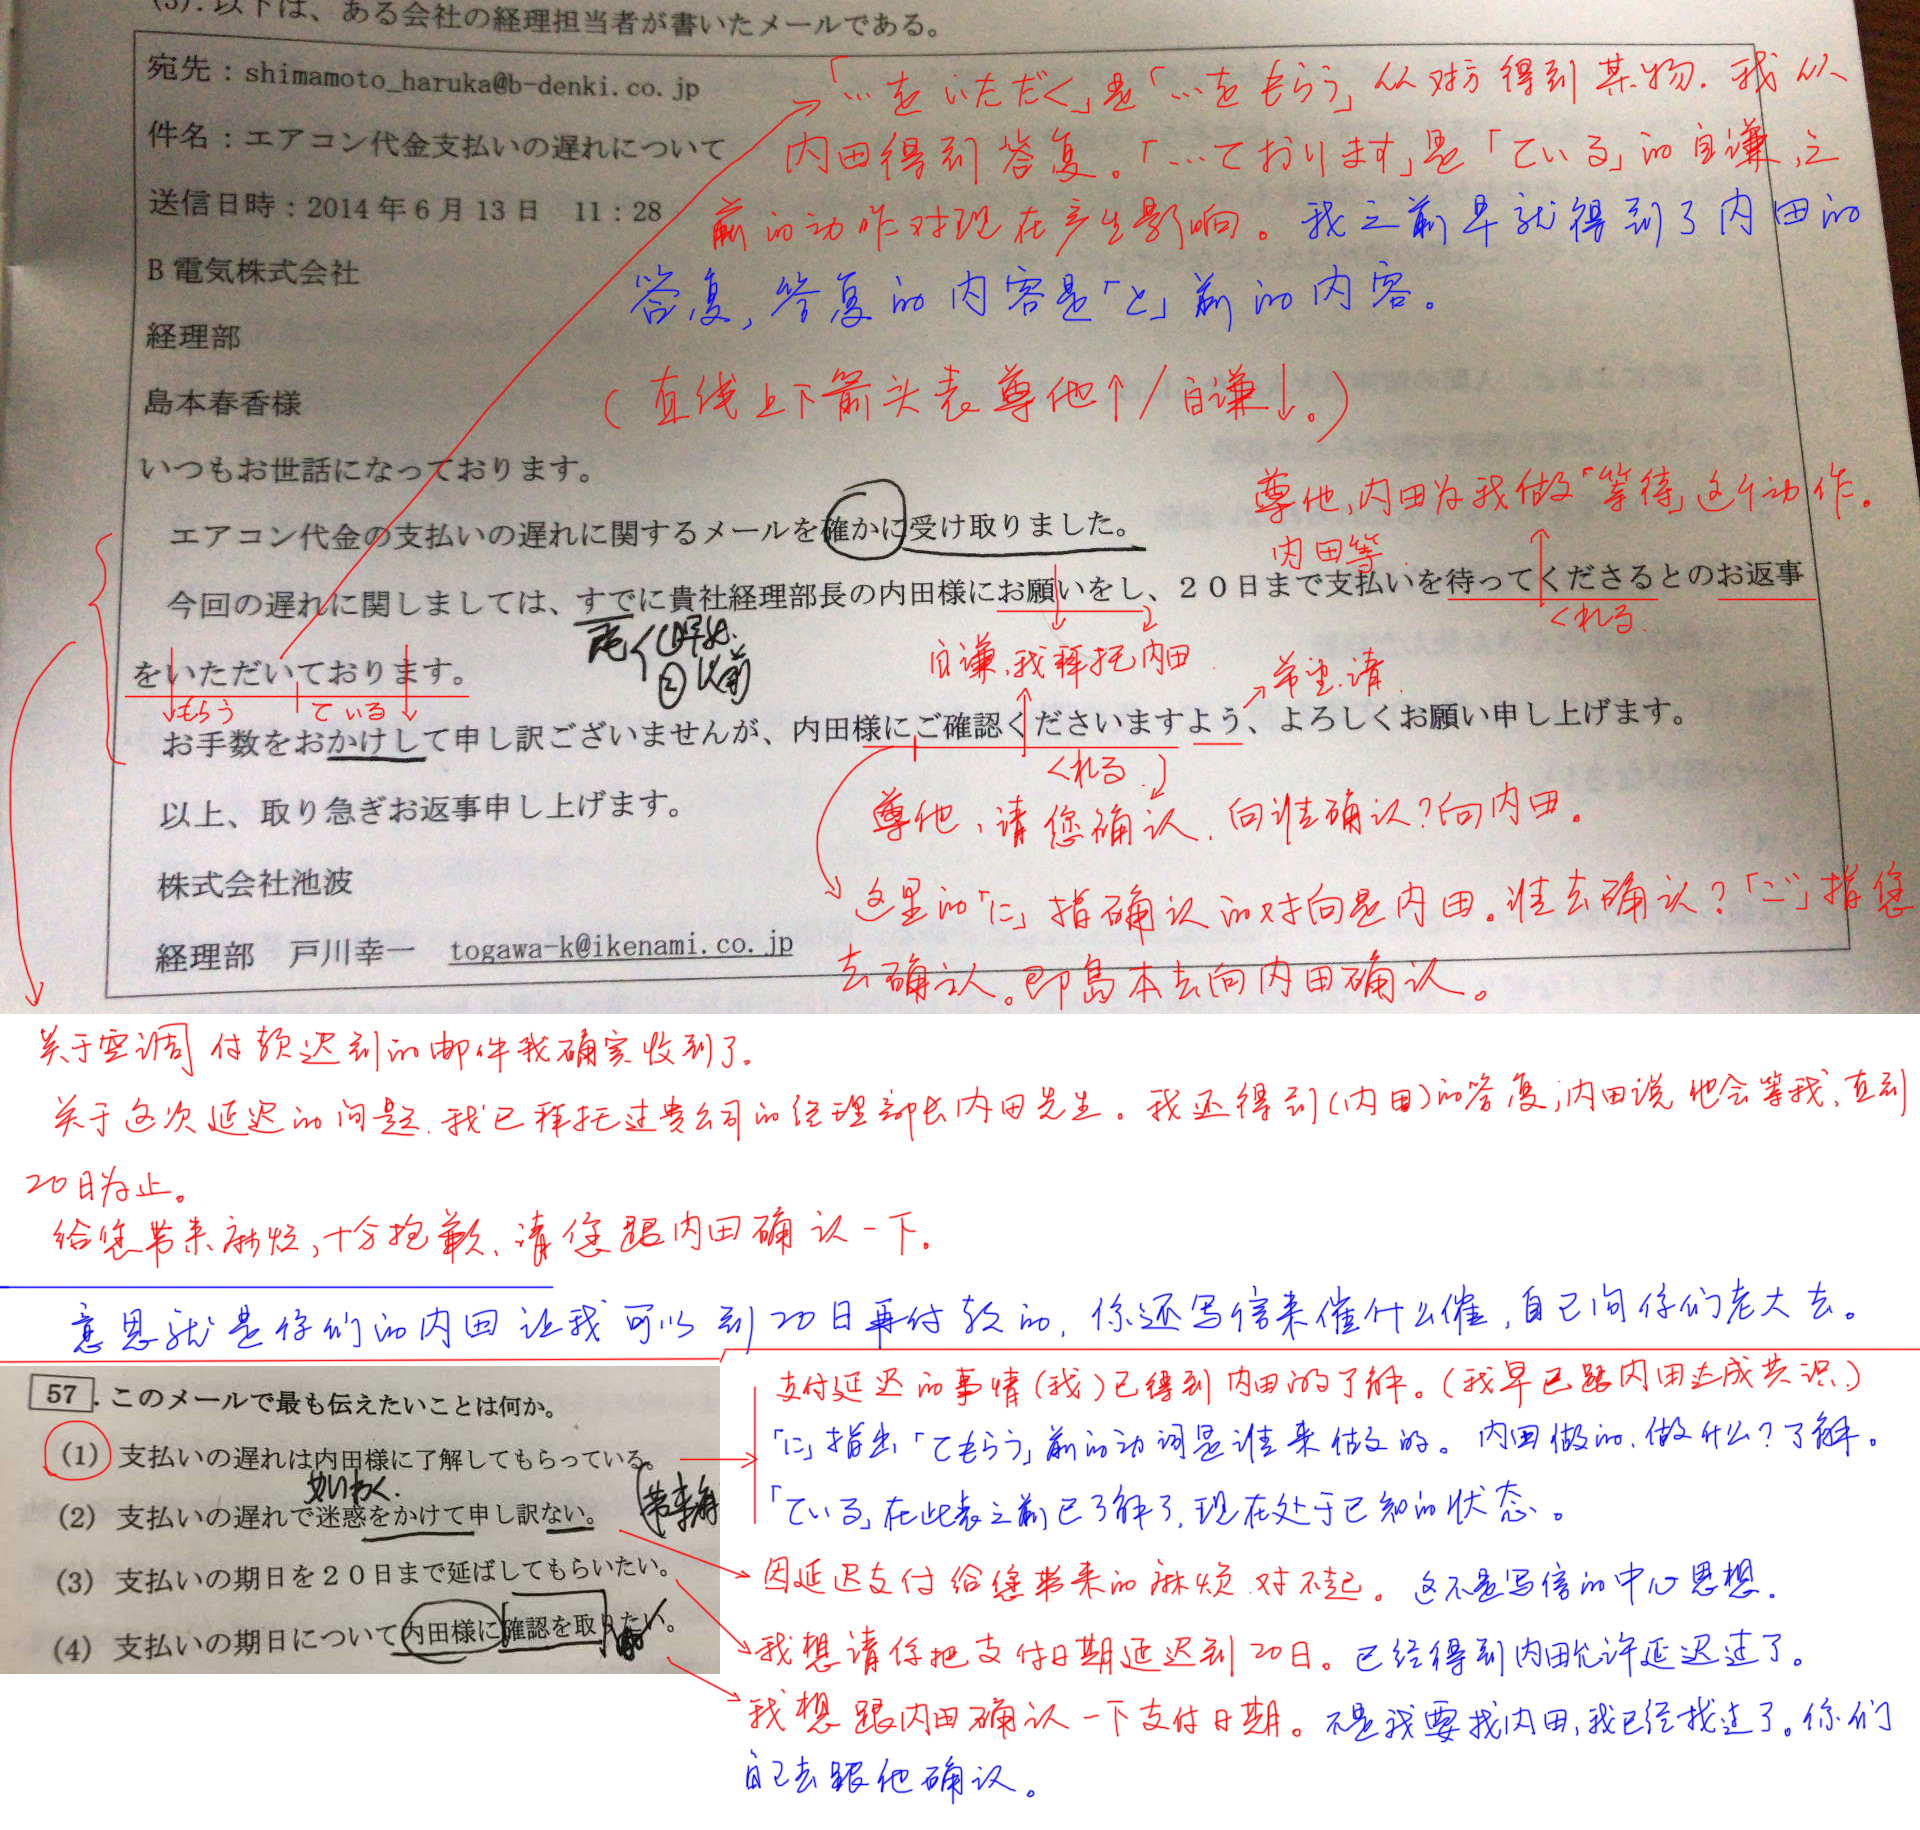 (3). 以下は、ある会社の経理担当者が書いたメールである。
宛先：shimamoto_haruka@b-denki.co.jp
件名：エアコン代金支払いの遅れについて
送信日時：2014年6月13日 11：28
B電気株式会社
経理部
島本春香様
いつもお世話になっております。
エアコン代金の支払いの遅れに関するメールを確かに受け取りました。
今回の遅れに関しましては、すでに貴社経理部長の内田様にお願いをし、20日まで支払いを待ってくださるとのお返事
をいただいております。
お手数をおかけして申し訳ございませんが、内田様にご確認くださいますよう、よろしくお願い申し上げます。
以上、取り急ぎお返事申し上げます。
株式会社池波
経理部 戸川幸一 togawa-k@ikenami.co.jp
「…をいただく」是「…をもらう」从对方得到某物. 我从
内田得到答复。「…ております」是「ている」的自谦,之
前的动作对现在产生影响。我之前早就得到了内田的
答复,答复的内容是「と」前的内容。
(直线上下箭头表尊他↑/自谦↓。)
尊他,内田为我做「等待」这个动作。
内田等.
くれる.
自谦,我拜托内田.
希望.请.
もらう ている
くれる.
尊他,请您确认,向谁确认?向内田。
这里的「に」指确认的对向是内田。谁去确认?「ご」指您
去确认。即島本去向内田确认。
关于空调付款迟到的邮件我确实收到了。
关于这次延迟的问题,我已拜托过贵公司的经理部长内田先生。我还得到(内田)的答复;内田说他会等我,直到
20日为止。
给您带来麻烦,十分抱歉,请您跟内田确认一下。
意思就是你们的内田让我可以到20日再付款的,你还写信来催什么催,自己问你们老大去。
57. このメールで最も伝えたいことは何か。
(1) 支払いの遅れは内田様に了解してもらっている。
めいわく.
(2) 支払いの遅れで迷惑をかけて申し訳ない。
(3) 支払いの期日を20日まで延ばしてもらいたい。
(4) 支払いの期日について内田様に確認を取りたい。
支付延迟的事情(我)已得到内田的了解。(我早已跟内田达成共识.)
「に」指出「てもらう」前的动词是谁来做的。内田做的,做什么?了解。
「ている」在此表之前已了解了,现在处于已知的状态。
因延迟支付给您带来的麻烦.对不起。这不是写信的中心思想.
我想请你把支付日期延迟到20日。已经得到内田允许延迟过了。
我想跟内田确认一下支付日期。不是我要找内田,我已经找过了。你们
自己去跟他确认。